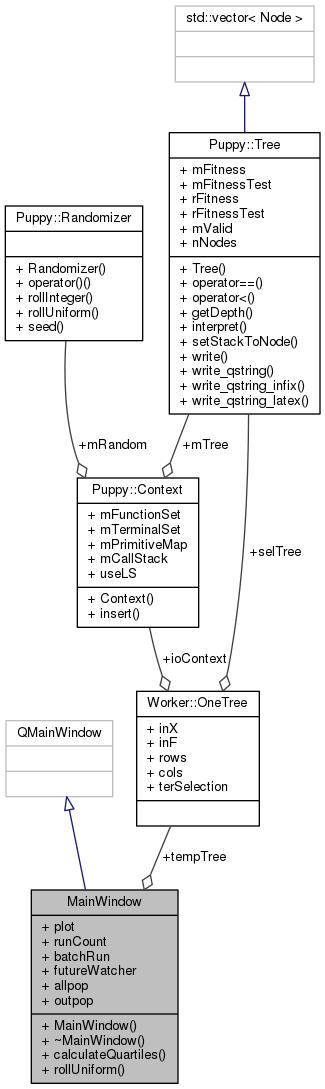 std::vector< Node >
Puppy::Tree
+ mFitness
+ mFitnessTest
+ rFitness
+ rFitnessTest
+ mValid
+ nNodes
+ Tree()
+ operator==()
+ operator<()
+ getDepth()
+ interpret()
+ setStackToNode()
+ write()
+ write_qstring()
+ write_qstring_infix()
+ write_qstring_latex()
Puppy::Randomizer
+ Randomizer()
+ operator()()
+ rollInteger()
+ rollUniform()
+ seed()
+mRandom
+mTree
+selTree
Puppy::Context
+ mFunctionSet
+ mTerminalSet
+ mPrimitiveMap
+ mCallStack
+ useLS
+ Context()
+ insert()
+ioContext
Worker::OneTree
+ inX
+ inF
+ rows
+ cols
+ terSelection
QMainWindow
+tempTree
MainWindow
+ plot
+ runCount
+ batchRun
+ futureWatcher
+ allpop
+ outpop
+ MainWindow()
+ ~MainWindow()
+ calculateQuartiles()
+ rollUniform()